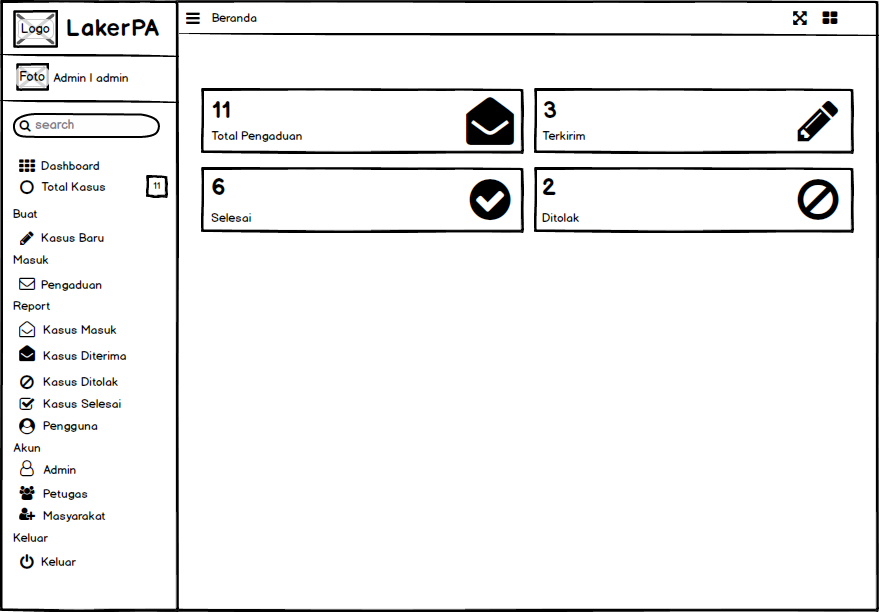 Logo LakerPA
Foto Admin | admin
search
Dashboard
Total Kasus 11
Buat
Kasus Baru
Masuk
Pengaduan
Report
Kasus Masuk
Kasus Diterima
Kasus Ditolak
Kasus Selesai
Pengguna
Akun
Admin
Petugas
Masyarakat
Keluar
Keluar
Beranda
11
Total Pengaduan
3
Terkirim
6
Selesai
2
Ditolak